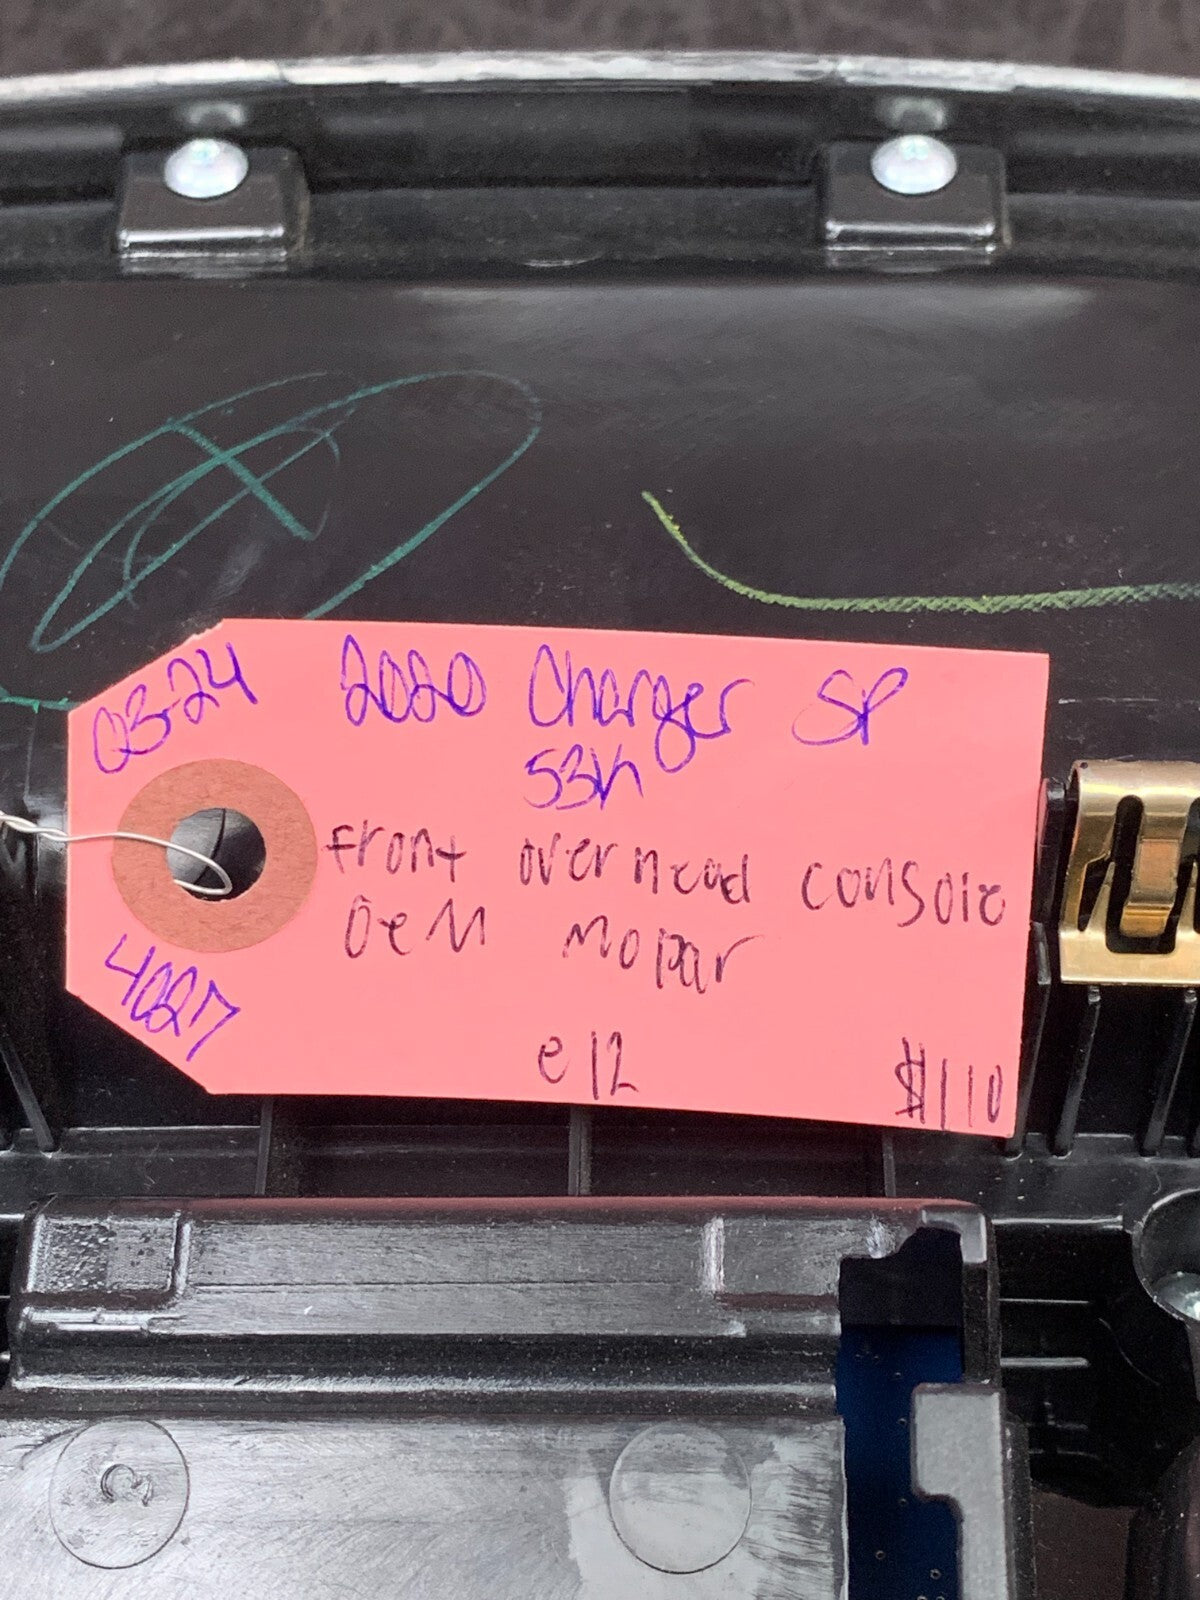 03-24
2020 Charger SP
53K
front overhead console
OeM Mopar
4027
e12
$110